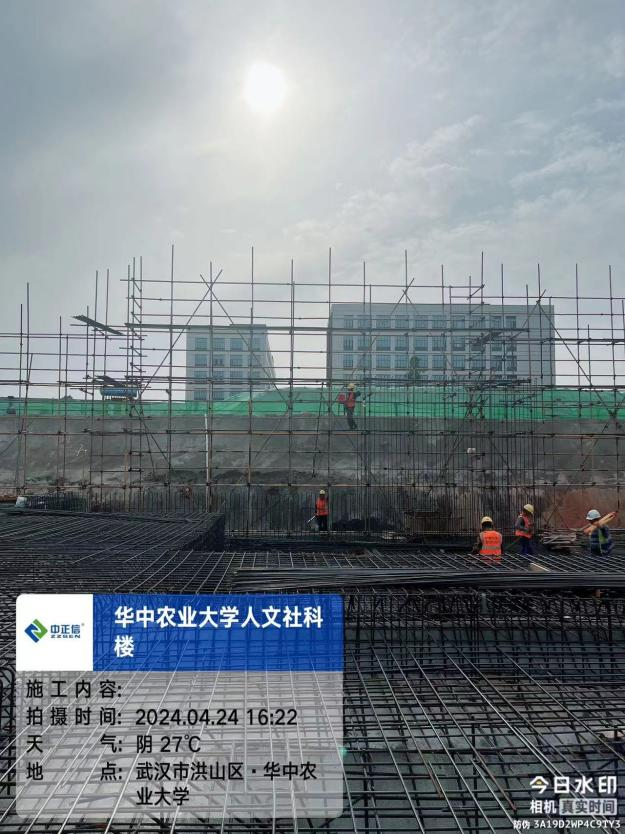 中正信
ZZGEN
华中农业大学人文社科
楼
施工内容:
拍摄时间: 2024.04.24 16:22
天 气: 阴 27℃
地 点: 武汉市洪山区·华中农
业大学
今日水印
相机 真实时间
防伪 3A19D2WP4C9TY3